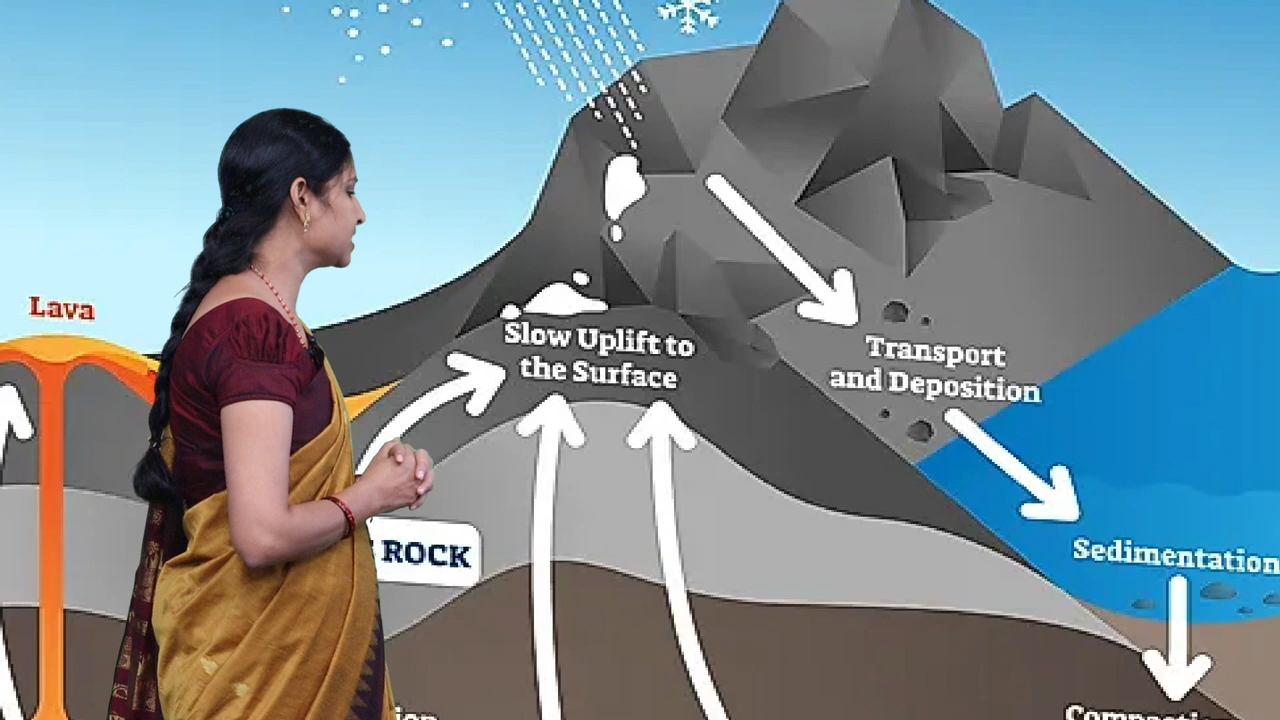 Lava
Slow Uplift to
the Surface
Transport
and Deposition
ROCK
Sedimentation